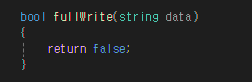 bool fullWrite(string data)
{
    return false;
}